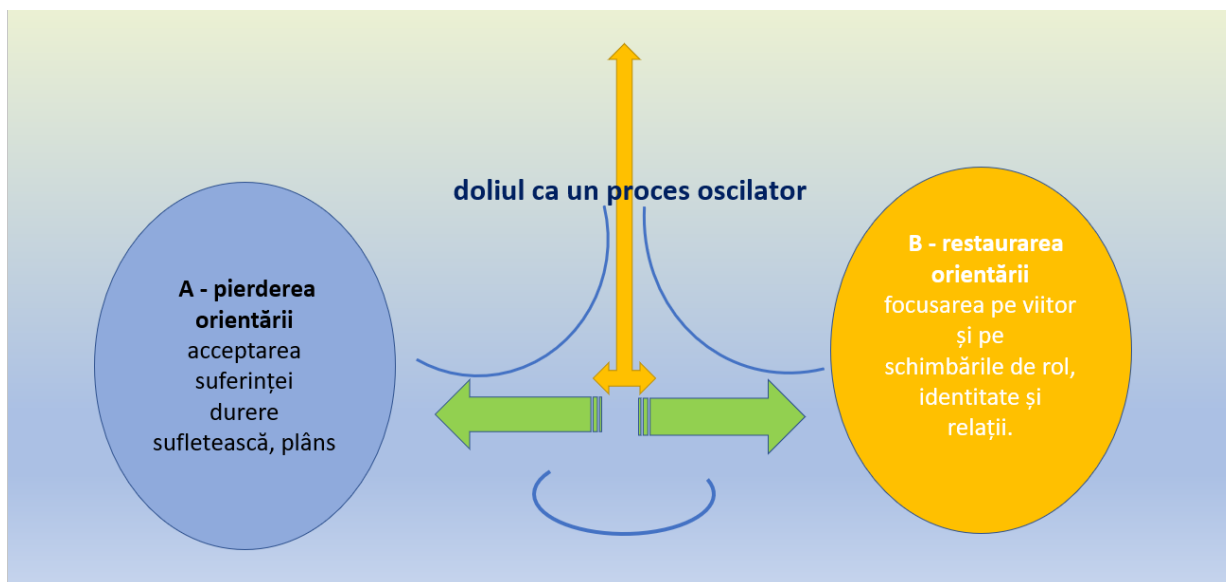 doliul ca un proces oscilator
A - pierderea
orientării
acceptarea
suferinței
durere
sufletească, plâns
B - restaurarea
orientării
focusarea pe viitor
și pe
schimbările de rol,
identitate și
relații.